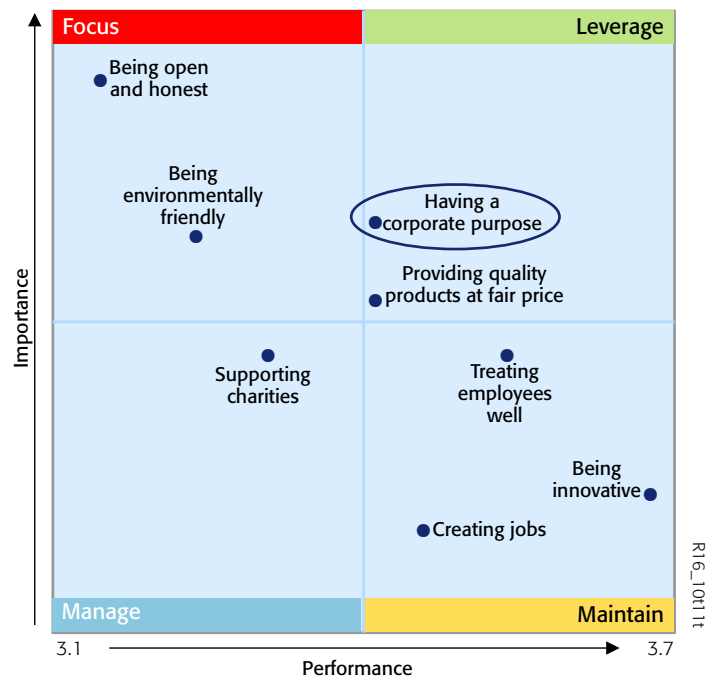 Focus
Leverage
Being open
and honest
Being
environmentally
friendly
Having a
corporate purpose
Providing quality
products at fair price
Importance
Supporting
charities
Treating
employees
well
Being
innovative
Creating jobs
Manage
Maintain
3.1
3.7
Performance
R16_10t11t